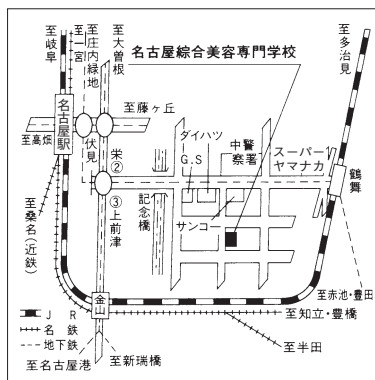 至岐阜
至一宮
至庄内緑地
至大曽根
名古屋綜合美容専門学校
至多治見
名古屋駅
至高畑
伏見
至藤ヶ丘
栄②
ダイハツ
G.S
中警察署
スーパーヤマナカ
鶴舞
至桑名(近鉄)
③上前津
記念橋
サンコー
金山
至赤池・豊田
至知立・豊橋
至半田
JR
名鉄
地下鉄
至名古屋港
至新瑞橋